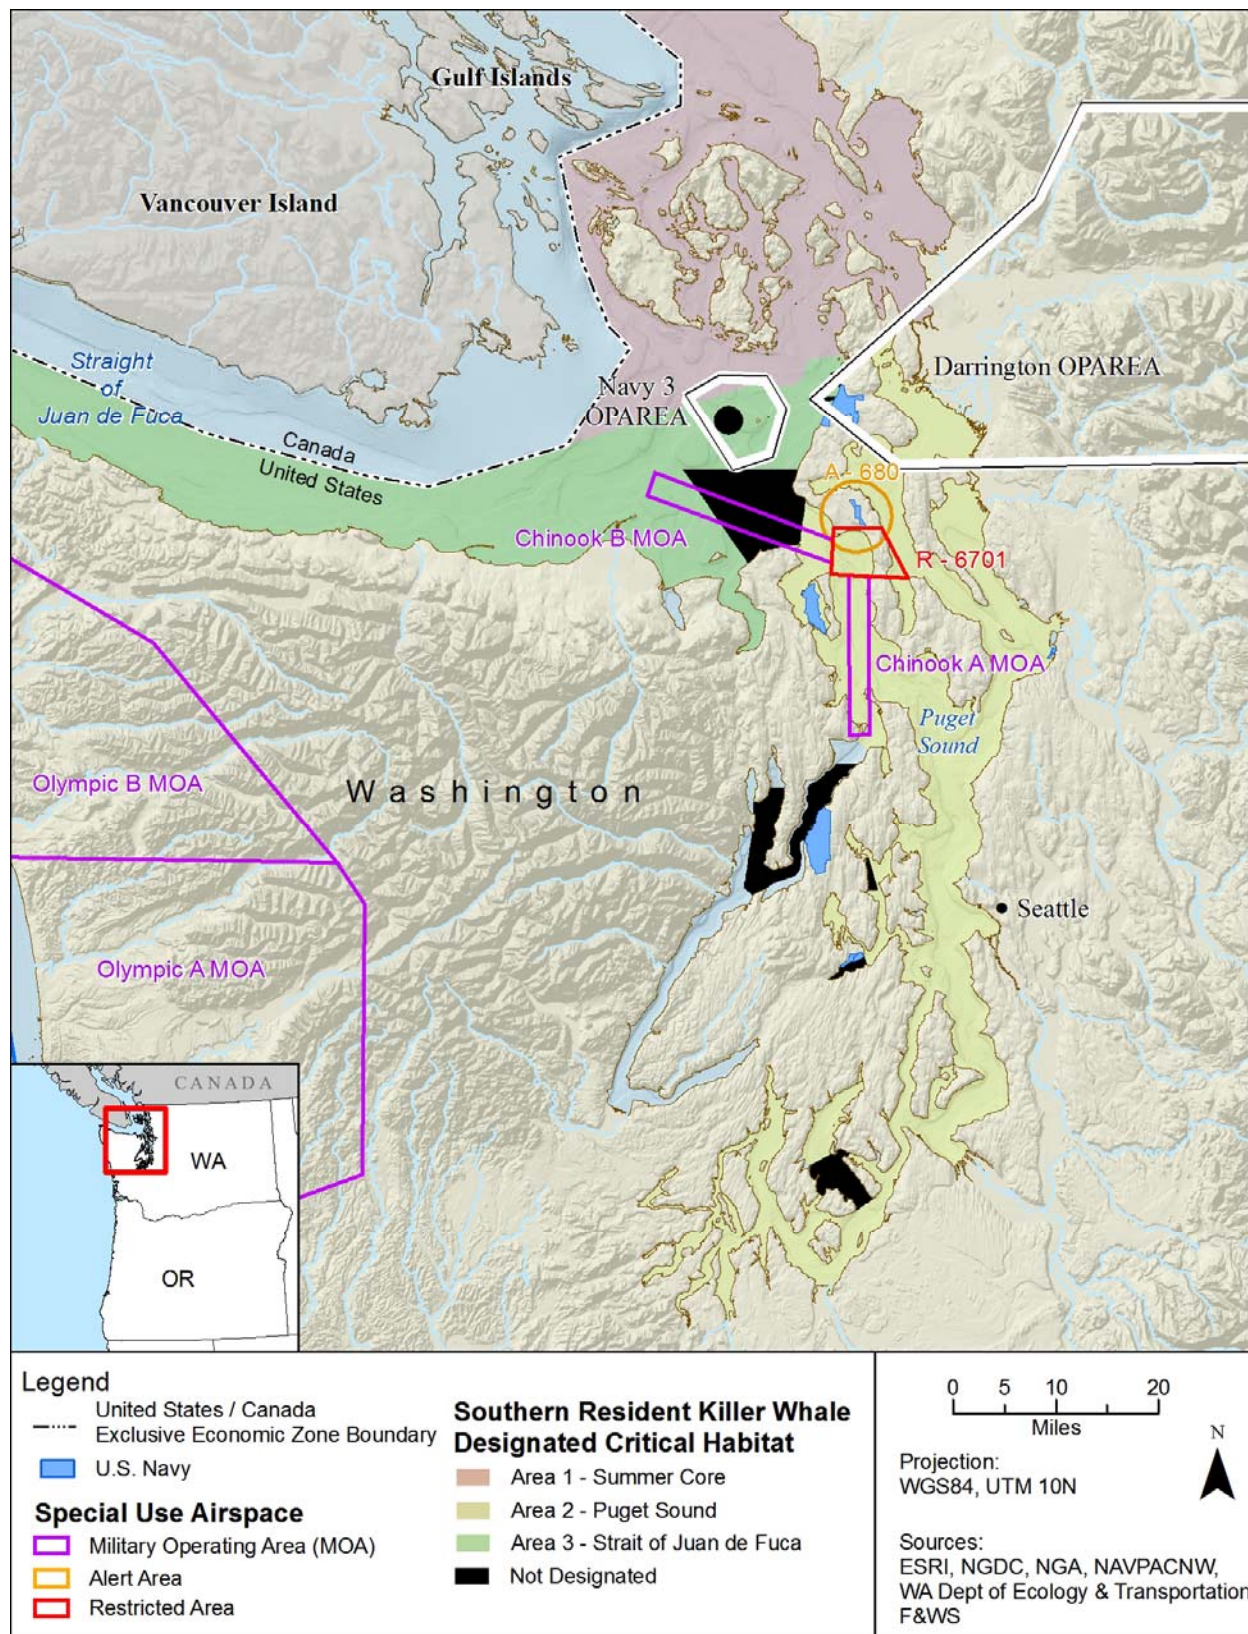 Gulf Islands
Vancouver Island
Straight
of
Juan de Fuca
Canada
United States
Navy 3
OPAREA
Darrington OPAREA
A - 680
Chinook B MOA
R - 6701
Chinook A MOA
Puget
Sound
Olympic B MOA
Washington
Seattle
Olympic A MOA
CANADA
WA
OR
Legend
United States / Canada
Exclusive Economic Zone Boundary
U.S. Navy
Special Use Airspace
Military Operating Area (MOA)
Alert Area
Restricted Area
Southern Resident Killer Whale
Designated Critical Habitat
Area 1 - Summer Core
Area 2 - Puget Sound
Area 3 - Strait of Juan de Fuca
Not Designated
0 5 10 20
Miles
N
Projection:
WGS84, UTM 10N
Sources:
ESRI, NGDC, NGA, NAVPACNW,
WA Dept of Ecology & Transportation
F&WS